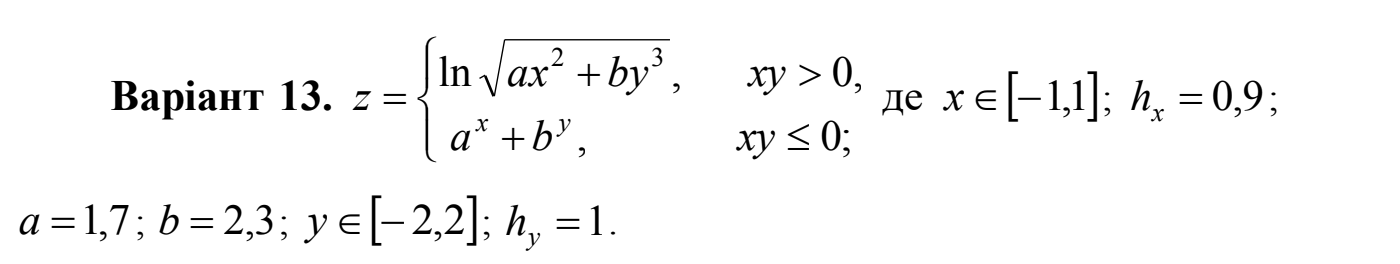 Варіант 13. z = { ln √(ax² + by³), xy > 0, a^x + b^y, xy ≤ 0; де x ∈ [−1,1]; h_x = 0,9;
a = 1,7; b = 2,3; y ∈ [−2,2]; h_y = 1.